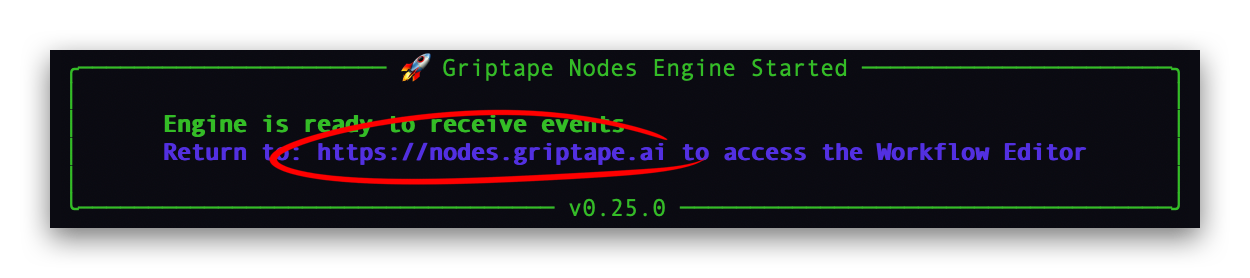 🚀 Griptape Nodes Engine Started
Engine is ready to receive events
Return to: https://nodes.griptape.ai to access the Workflow Editor
v0.25.0